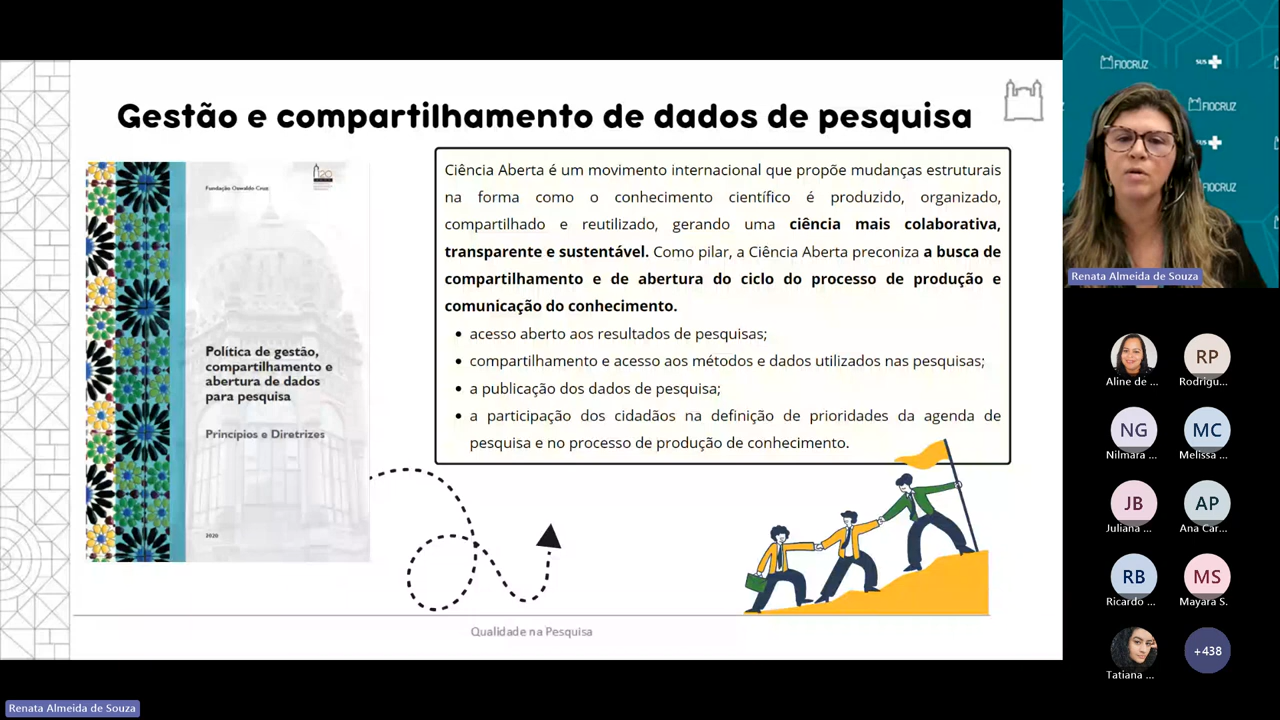 Gestão e compartilhamento de dados de pesquisa
Fundação Oswaldo Cruz
120
Política de gestão,
compartilhamento e
abertura de dados
para pesquisa
Princípios e Diretrizes
2020
Ciência Aberta é um movimento internacional que propõe mudanças estruturais
na forma como o conhecimento científico é produzido, organizado,
compartilhado e reutilizado, gerando uma ciência mais colaborativa,
transparente e sustentável. Como pilar, a Ciência Aberta preconiza a busca de
compartilhamento e de abertura do ciclo do processo de produção e
comunicação do conhecimento.
• acesso aberto aos resultados de pesquisas;
• compartilhamento e acesso aos métodos e dados utilizados nas pesquisas;
• a publicação dos dados de pesquisa;
• a participação dos cidadãos na definição de prioridades da agenda de
pesquisa e no processo de produção de conhecimento.
Qualidade na Pesquisa
FIOCRUZ
SUS
FIOCRUZ
SUS
FIOCRUZ
Renata Almeida de Souza
Aline de ...
RP
Rodrigu...
NG
Nilmara ...
MC
Melissa ...
JB
Juliana ...
AP
Ana Car...
RB
Ricardo ...
MS
Mayara S.
Tatiana ...
+438
Renata Almeida de Souza